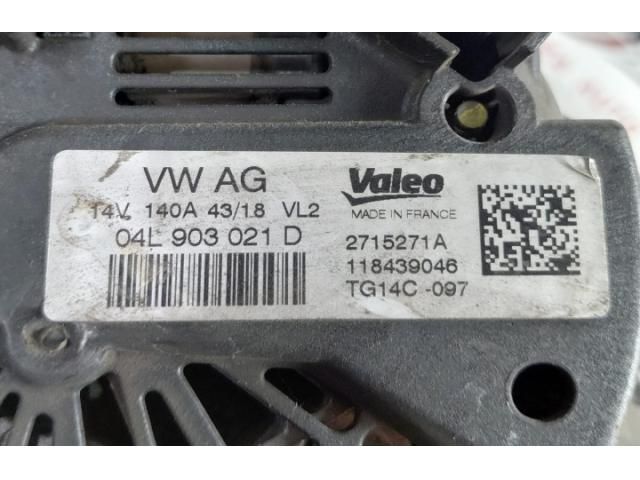 VW AG
14V 140A 43/18 VL2
04L 903 021 D
Valeo
MADE IN FRANCE
2715271A
118439046
TG14C -097